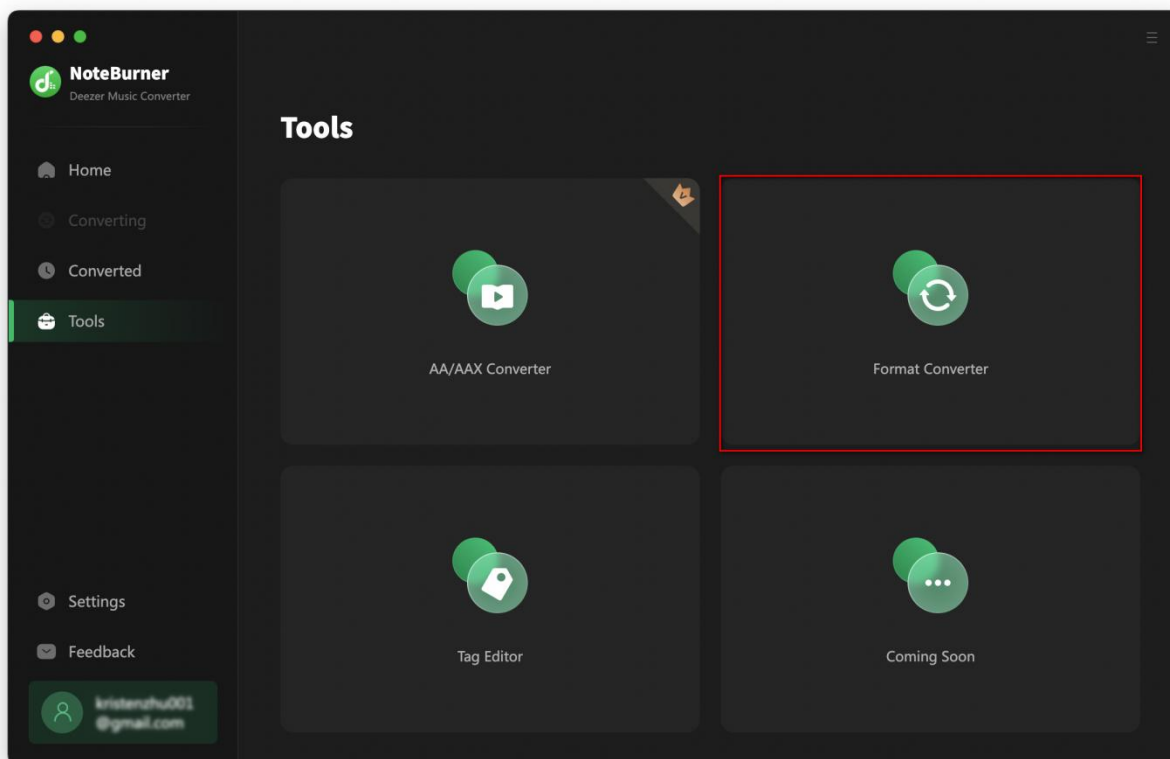 NoteBurner
Deezer Music Converter
Home
Converting
Converted
Tools
Settings
Feedback
Tools
AA/AAX Converter
Format Converter
Tag Editor
Coming Soon